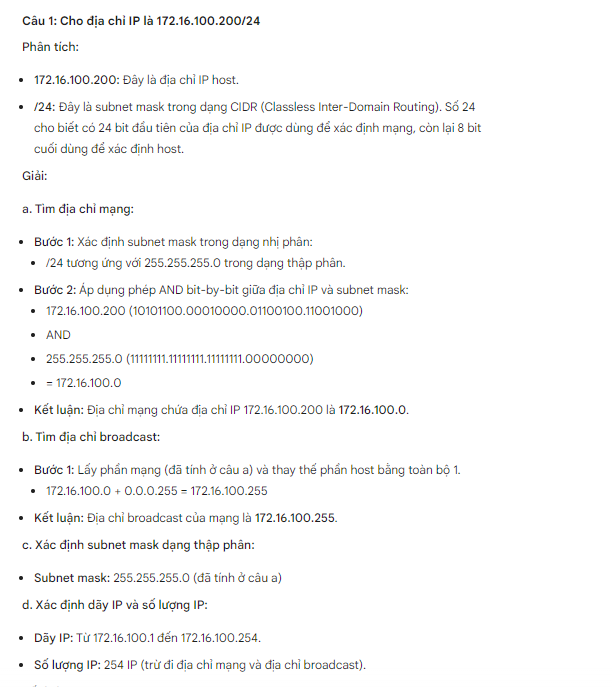 Câu 1: Cho địa chỉ IP là 172.16.100.200/24
Phân tích:
• 172.16.100.200: Đây là địa chỉ IP host.
• /24: Đây là subnet mask trong dạng CIDR (Classless Inter-Domain Routing). Số 24
cho biết có 24 bit đầu tiên của địa chỉ IP được dùng để xác định mạng, còn lại 8 bit
cuối dùng để xác định host.
Giải:
a. Tìm địa chỉ mạng:
• Bước 1: Xác định subnet mask trong dạng nhị phân:
• /24 tương ứng với 255.255.255.0 trong dạng thập phân.
• Bước 2: Áp dụng phép AND bit-by-bit giữa địa chỉ IP và subnet mask:
• 172.16.100.200 (10101100.00010000.01100100.11001000)
• AND
• 255.255.255.0 (11111111.11111111.11111111.00000000)
• = 172.16.100.0
• Kết luận: Địa chỉ mạng chứa địa chỉ IP 172.16.100.200 là 172.16.100.0.
b. Tìm địa chỉ broadcast:
• Bước 1: Lấy phần mạng (đã tính ở câu a) và thay thế phần host bằng toàn bộ 1.
• 172.16.100.0 + 0.0.0.255 = 172.16.100.255
• Kết luận: Địa chỉ broadcast của mạng là 172.16.100.255.
c. Xác định subnet mask dạng thập phân:
• Subnet mask: 255.255.255.0 (đã tính ở câu a)
d. Xác định dãy IP và số lượng IP:
• Dãy IP: Từ 172.16.100.1 đến 172.16.100.254.
• Số lượng IP: 254 IP (trừ đi địa chỉ mạng và địa chỉ broadcast).